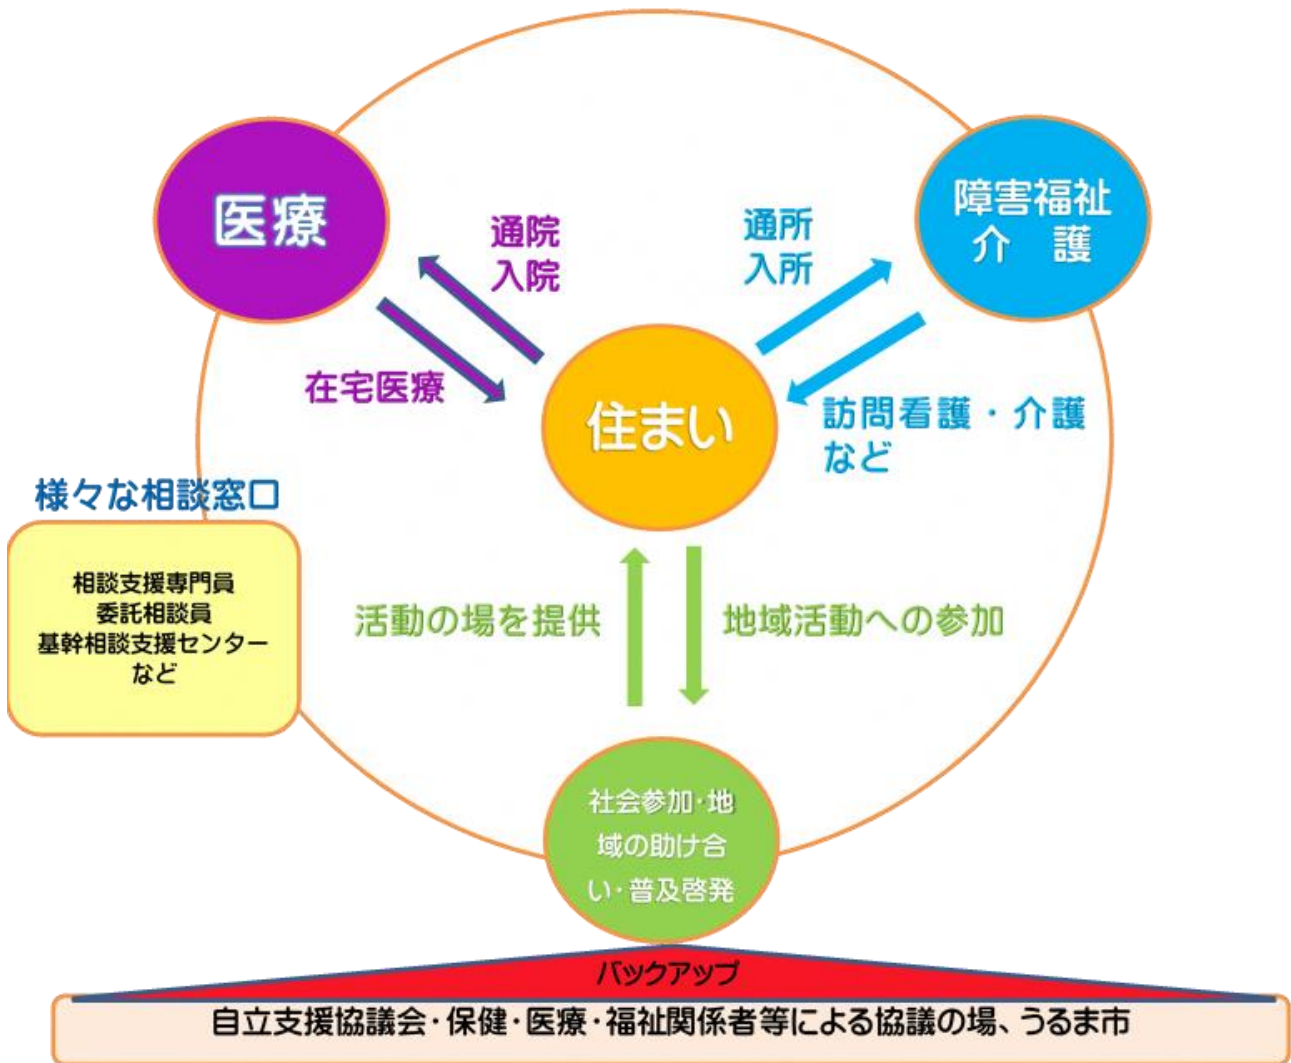 医療
障害福祉
介　護
通院
入院
通所
入所
在宅医療
住まい
訪問看護・介護
など
様々な相談窓口
相談支援専門員
委託相談員
基幹相談支援センター
など
活動の場を提供
地域活動への参加
社会参加・地
域の助け合
い・普及啓発
バックアップ
自立支援協議会・保健・医療・福祉関係者等による協議の場、うるま市